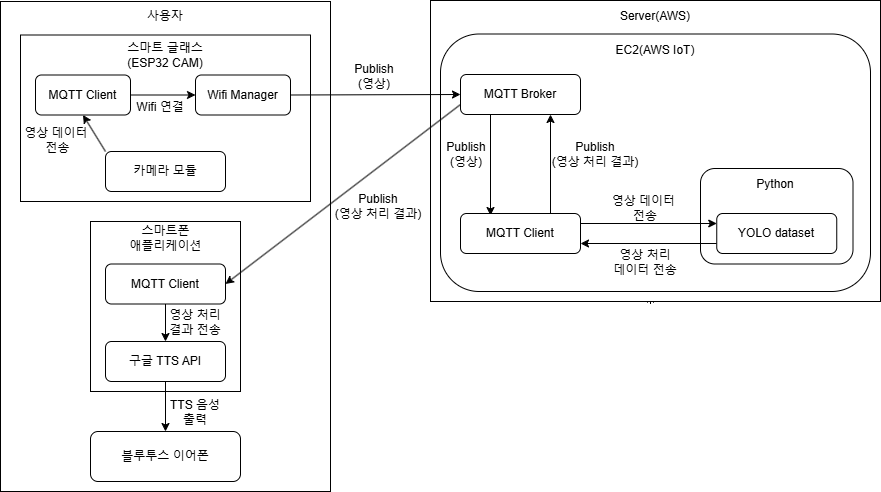 사용자
스마트 글래스
(ESP32 CAM)
MQTT Client
Wifi 연결
Wifi Manager
영상 데이터
전송
카메라 모듈
Publish
(영상)
Publish
(영상 처리 결과)
스마트폰
애플리케이션
MQTT Client
영상 처리
결과 전송
구글 TTS API
TTS 음성
출력
블루투스 이어폰
Server(AWS)
EC2(AWS IoT)
MQTT Broker
Publish
(영상)
Publish
(영상 처리 결과)
MQTT Client
영상 데이터
전송
영상 처리
데이터 전송
Python
YOLO dataset